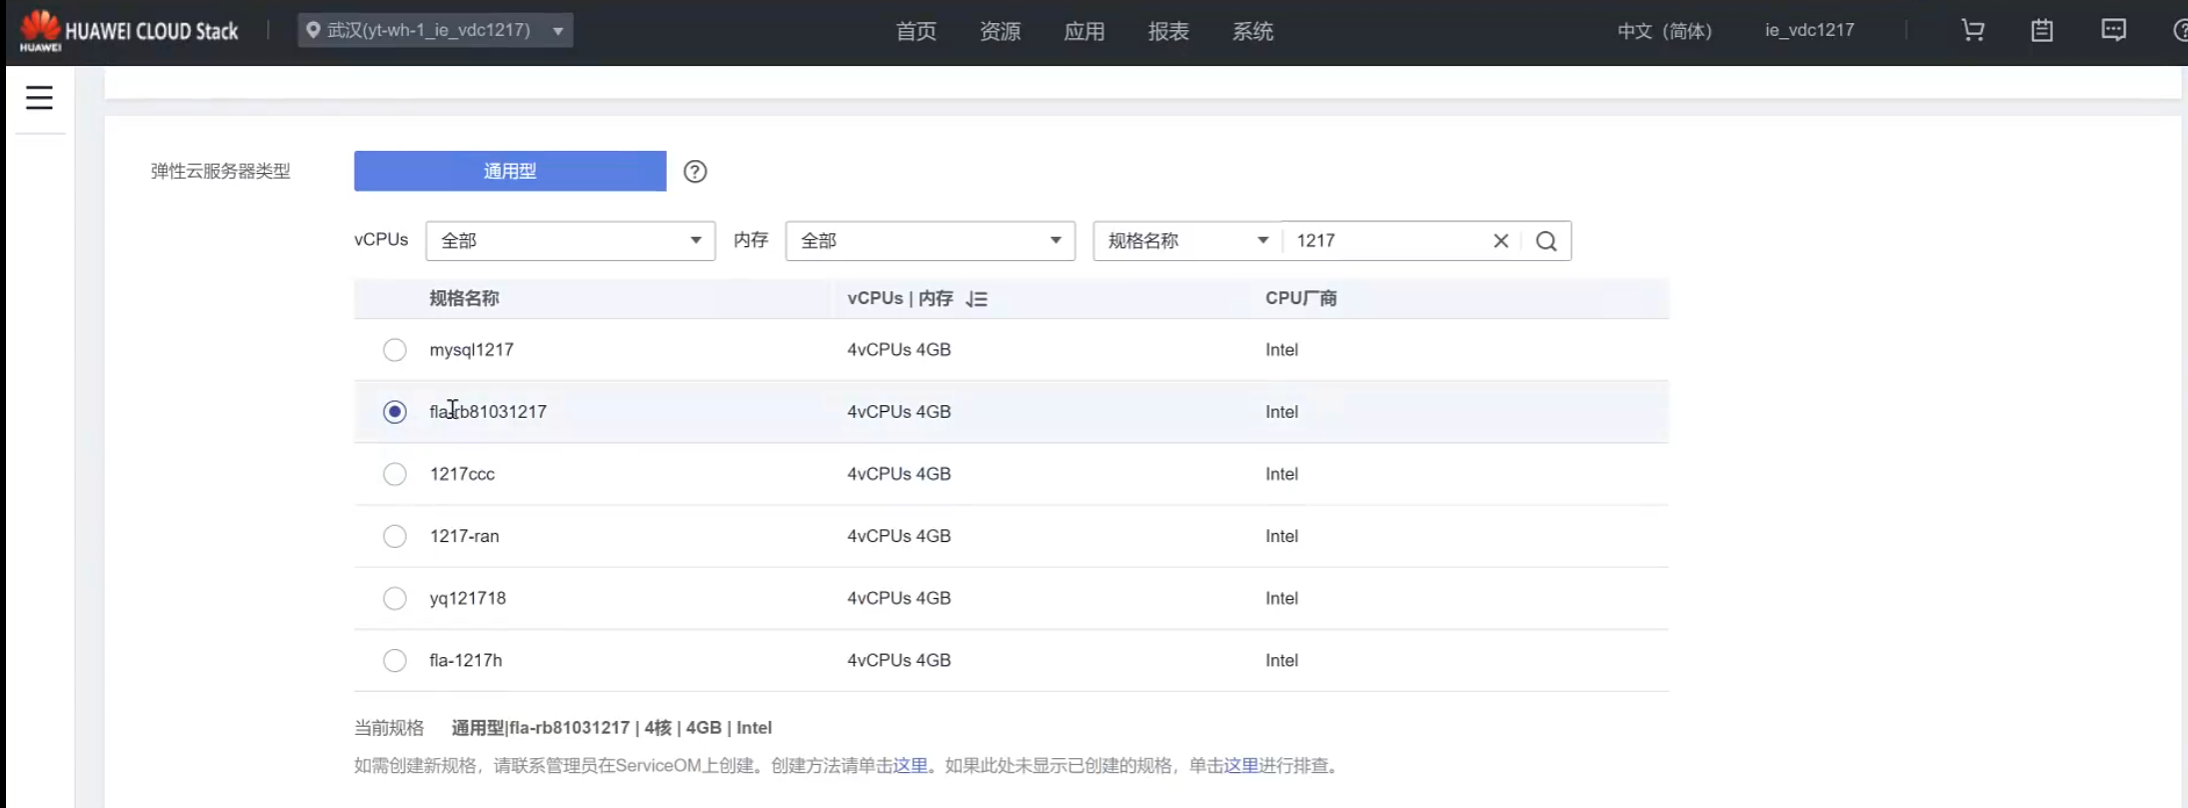 HUAWEI HUAWEI CLOUD Stack 武汉(yt-wh-1_ie_vdc1217) 首页 资源 应用 报表 系统 中文（简体） ie_vdc1217
弹性云服务器类型 通用型
vCPUs 全部 内存 全部 规格名称 1217
规格名称 vCPUs | 内存 CPU厂商
mysql1217 4vCPUs 4GB Intel
fla-rb81031217 4vCPUs 4GB Intel
1217ccc 4vCPUs 4GB Intel
1217-ran 4vCPUs 4GB Intel
yq121718 4vCPUs 4GB Intel
fla-1217h 4vCPUs 4GB Intel
当前规格 通用型|fla-rb81031217 | 4核 | 4GB | Intel
如需创建新规格，请联系管理员在ServiceOM上创建。创建方法请单击这里。如果此处未显示已创建的规格，单击这里进行排查。